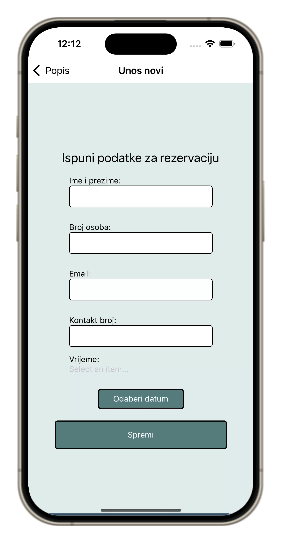 12:12
Popis
Unos novi
Ispuni podatke za rezervaciju
Ime i prezime:
Broj osoba:
Email
Kontakt broj:
Vrijeme:
Select an item...
Odaberi datum
Spremi